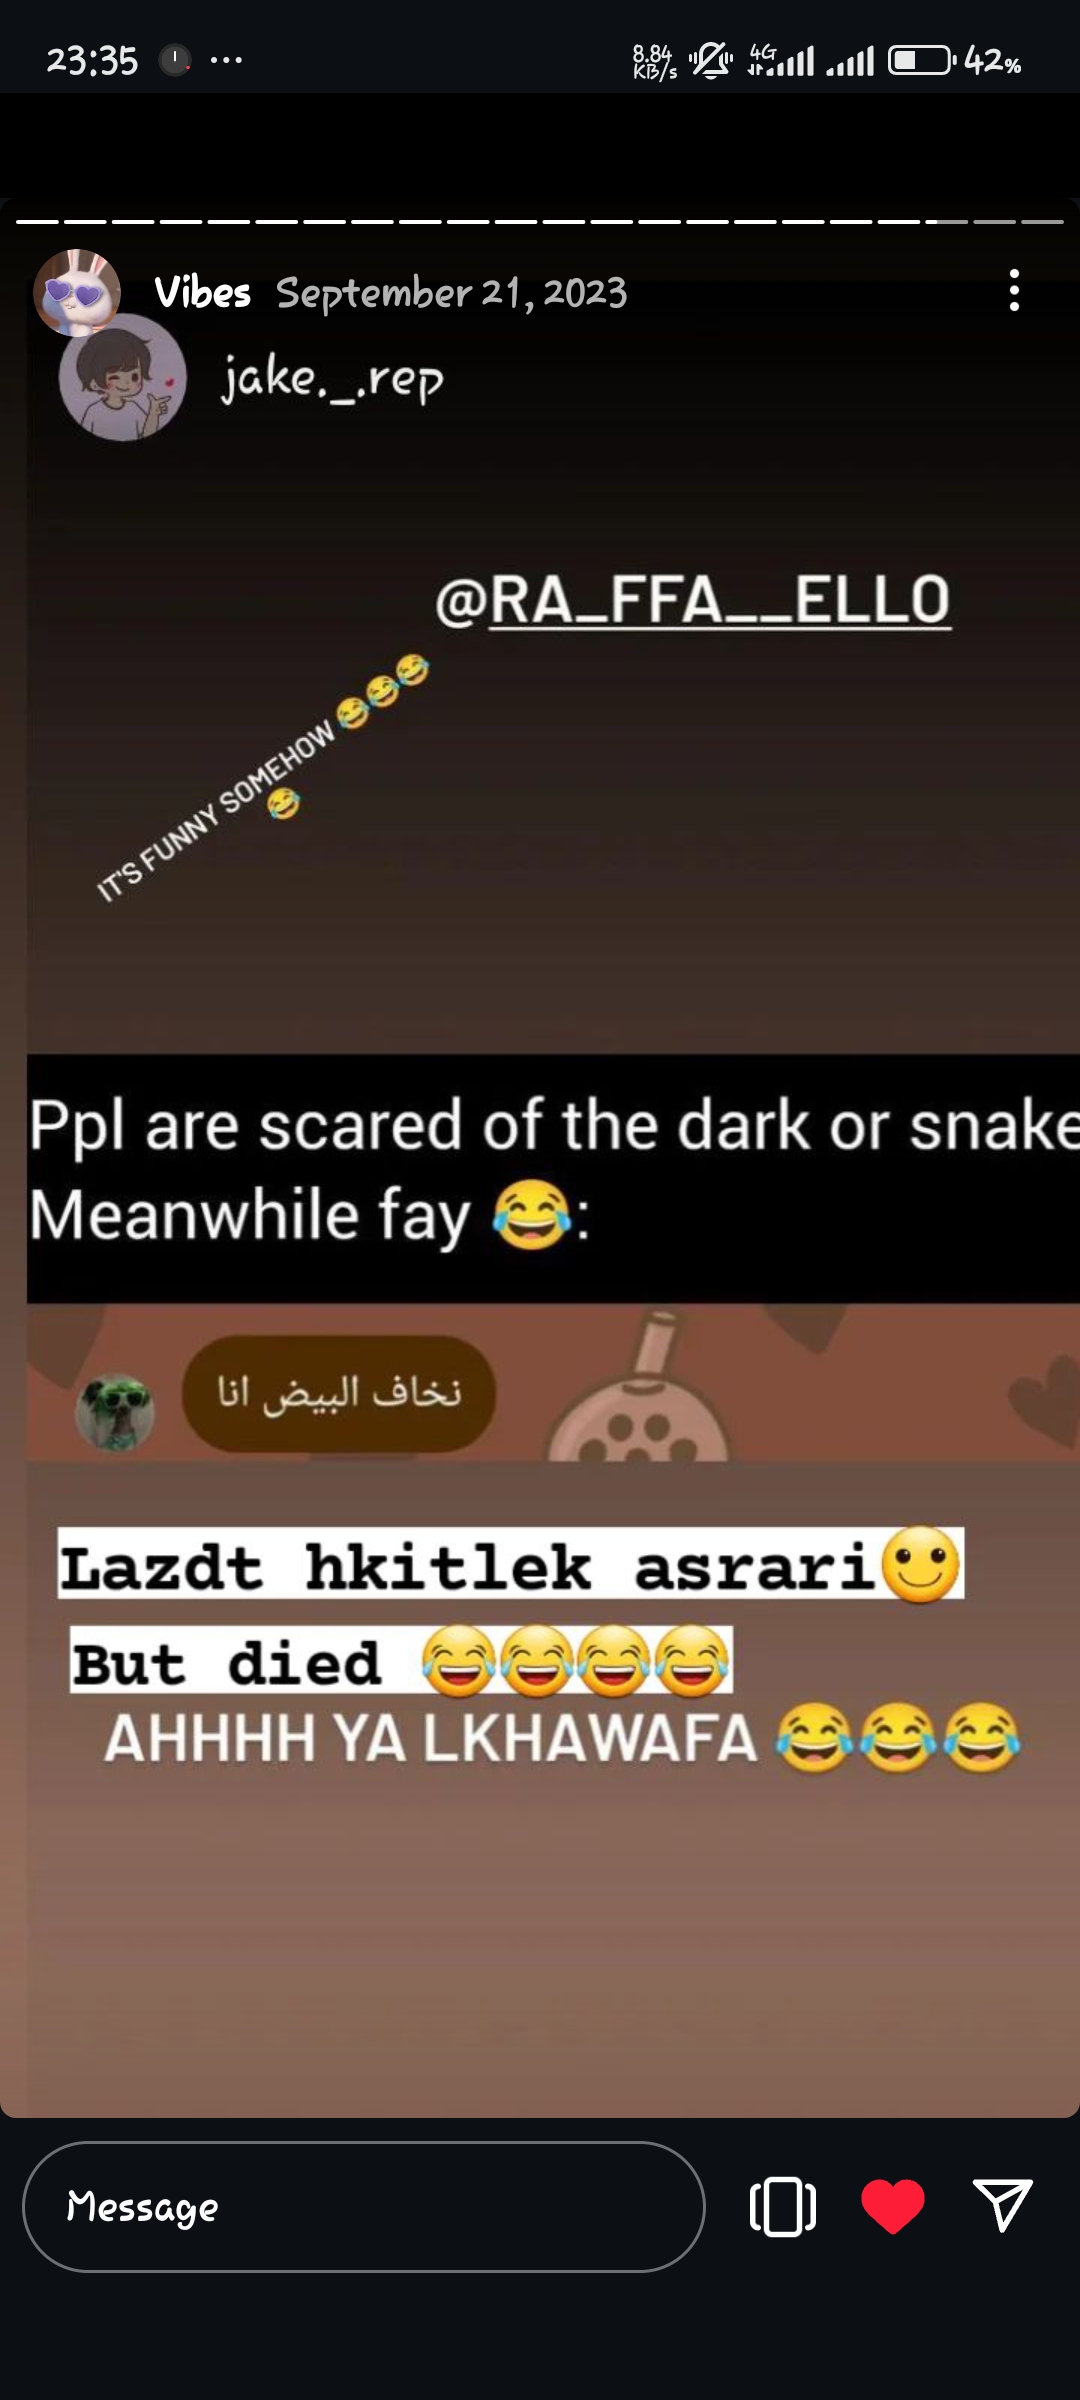 23:35
8.84
KB/s
4G
42%
Vibes September 21, 2023
jake._.rep
@RA_FFA__ELLO
IT'S FUNNY SOMEHOW 😂😂😂
😂
Ppl are scared of the dark or snake
Meanwhile fay 😂:
نخاف البيض انا
Lazdt hkitlek asrari🙂
But died 😂😂😂😂
AHHHH YA LKHAWAFA 😂😂😂
Message